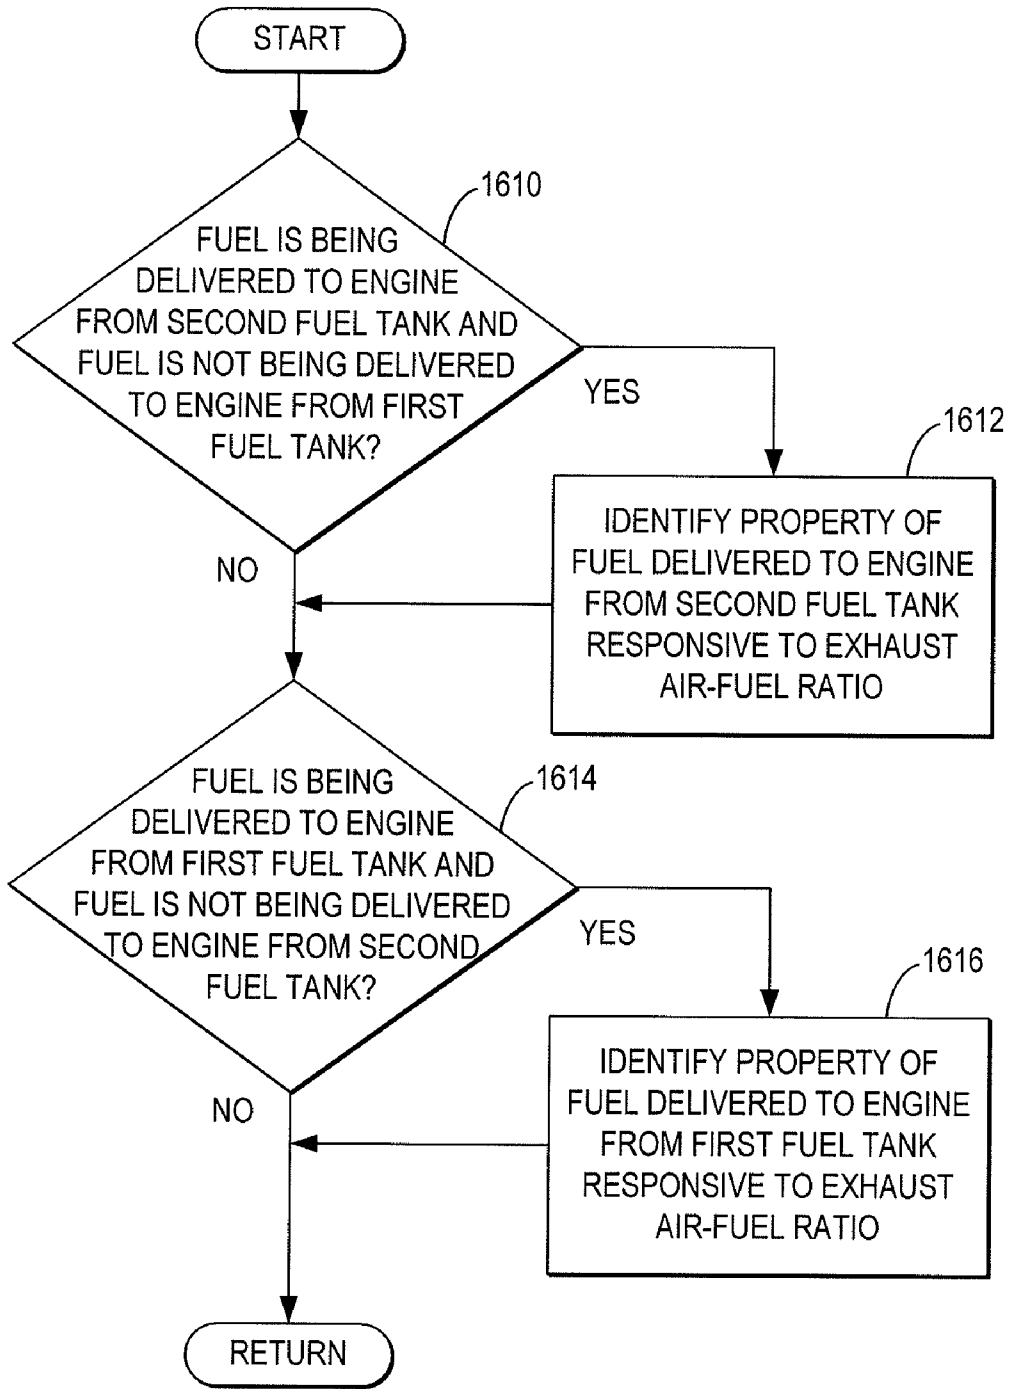 START
1610
FUEL IS BEING
DELIVERED TO ENGINE
FROM SECOND FUEL TANK AND
FUEL IS NOT BEING DELIVERED
TO ENGINE FROM FIRST
FUEL TANK?
YES
NO
1612
IDENTIFY PROPERTY OF
FUEL DELIVERED TO ENGINE
FROM SECOND FUEL TANK
RESPONSIVE TO EXHAUST
AIR-FUEL RATIO
1614
FUEL IS BEING
DELIVERED TO ENGINE
FROM FIRST FUEL TANK AND
FUEL IS NOT BEING DELIVERED
TO ENGINE FROM SECOND
FUEL TANK?
YES
NO
1616
IDENTIFY PROPERTY OF
FUEL DELIVERED TO ENGINE
FROM FIRST FUEL TANK
RESPONSIVE TO EXHAUST
AIR-FUEL RATIO
RETURN